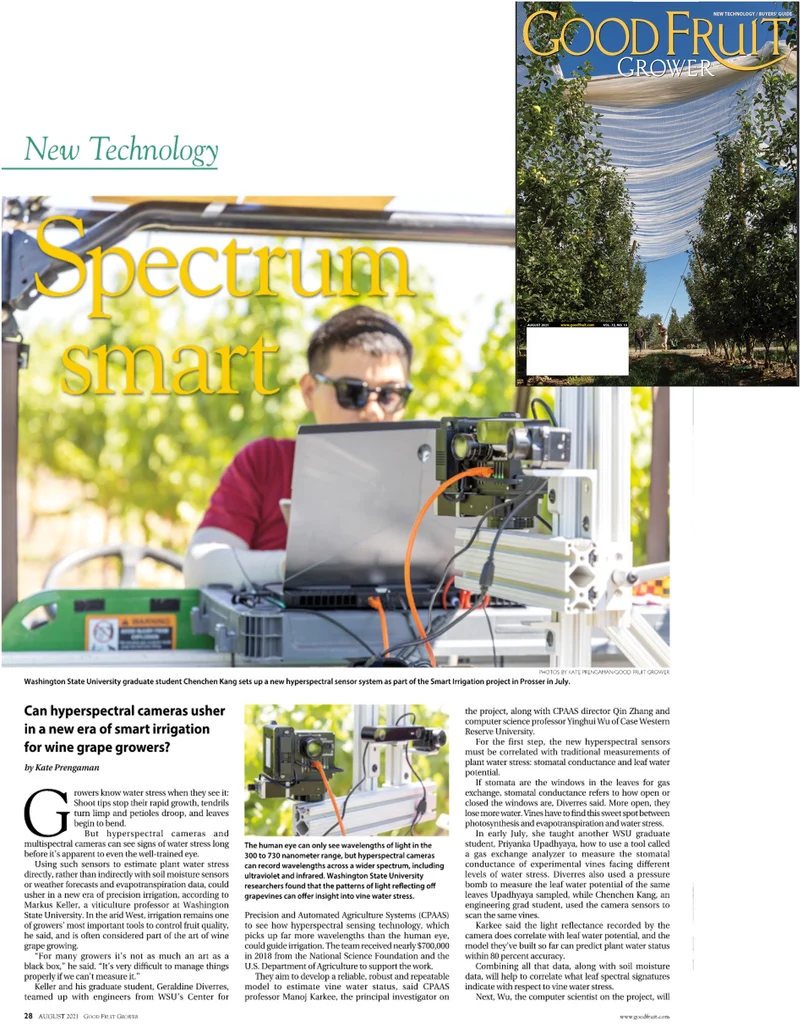 NEW TECHNOLOGY / BUYERS' GUIDE
GOOD FRUIT
GROWER
AUGUST 2021 www.goodfruit.com VOL. 72, NO. 12
New Technology
Spectrum
smart
WARNING
PHOTOS BY KATE PRENGAMAN/GOOD FRUIT GROWER
Washington State University graduate student Chenchen Kang sets up a new hyperspectral sensor system as part of the Smart Irrigation project in Prosser in July.
Can hyperspectral cameras usher
in a new era of smart irrigation
for wine grape growers?
by Kate Prengaman
Growers know water stress when they see it:
Shoot tips stop their rapid growth, tendrils
turn limp and petioles droop, and leaves
begin to bend.
But hyperspectral cameras and
multispectral cameras can see signs of water stress long
before it's apparent to even the well-trained eye.
Using such sensors to estimate plant water stress
directly, rather than indirectly with soil moisture sensors
or weather forecasts and evapotranspiration data, could
usher in a new era of precision irrigation, according to
Markus Keller, a viticulture professor at Washington
State University. In the arid West, irrigation remains one
of growers' most important tools to control fruit quality,
he said, and is often considered part of the art of wine
grape growing.
"For many growers it's not as much an art as a
black box," he said. "It's very difficult to manage things
properly if we can't measure it."
Keller and his graduate student, Geraldine Diverres,
teamed up with engineers from WSU's Center for
The human eye can only see wavelengths of light in the
300 to 730 nanometer range, but hyperspectral cameras
can record wavelengths across a wider spectrum, including
ultraviolet and infrared. Washington State University
researchers found that the patterns of light reflecting off
grapevines can offer insight into vine water stress.
Precision and Automated Agriculture Systems (CPAAS)
to see how hyperspectral sensing technology, which
picks up far more wavelengths than the human eye,
could guide irrigation. The team received nearly $700,000
in 2018 from the National Science Foundation and the
U.S. Department of Agriculture to support the work.
They aim to develop a reliable, robust and repeatable
model to estimate vine water status, said CPAAS
professor Manoj Karkee, the principal investigator on
the project, along with CPAAS director Qin Zhang and
computer science professor Yinghui Wu of Case Western
Reserve University.
For the first step, the new hyperspectral sensors
must be correlated with traditional measurements of
plant water stress: stomatal conductance and leaf water
potential.
If stomata are the windows in the leaves for gas
exchange, stomatal conductance refers to how open or
closed the windows are, Diverres said. More open, they
lose more water. Vines have to find this sweet spot between
photosynthesis and evapotranspiration and water stress.
In early July, she taught another WSU graduate
student, Priyanka Upadhyaya, how to use a tool called
a gas exchange analyzer to measure the stomatal
conductance of experimental vines facing different
levels of water stress. Diverres also used a pressure
bomb to measure the leaf water potential of the same
leaves Upadhyaya sampled, while Chenchen Kang, an
engineering grad student, used the camera sensors to
scan the same vines.
Karkee said the light reflectance recorded by the
camera does correlate with leaf water potential, and the
model they've built so far can predict plant water status
within 80 percent accuracy.
Combining all that data, along with soil moisture
data, will help to correlate what leaf spectral signatures
indicate with respect to vine water stress.
Next, Wu, the computer scientist on the project, will
28 AUGUST 2021 GOOD FRUIT GROWER
www.goodfruit.com